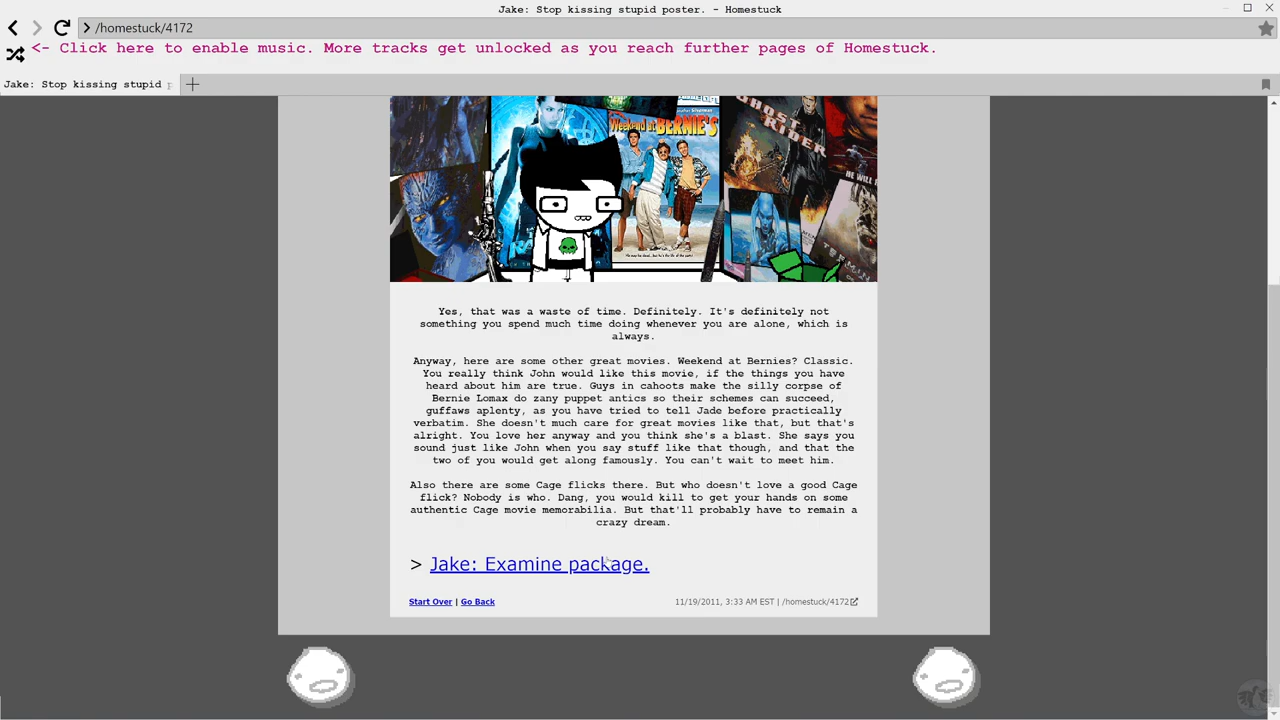 Jake: Stop kissing stupid poster. - Homestuck
/homestuck/4172
<- Click here to enable music. More tracks get unlocked as you reach further pages of Homestuck.
Jake: Stop kissing stupid
Weekend at BERNIE'S
GHOST
RIDER
Yes, that was a waste of time. Definitely. It's definitely not
something you spend much time doing whenever you are alone, which is
always.
Anyway, here are some other great movies. Weekend at Bernies? Classic.
You really think John would like this movie, if the things you have
heard about him are true. Guys in cahoots make the silly corpse of
Bernie Lomax do zany puppet antics so their schemes can succeed,
guffaws aplenty, as you have tried to tell Jade before practically
verbatim. She doesn't much care for great movies like that, but that's
alright. You love her anyway and you think she's a blast. She says you
sound just like John when you say stuff like that though, and that the
two of you would get along famously. You can't wait to meet him.
Also there are some Cage flicks there. But who doesn't love a good Cage
flick? Nobody is who. Dang, you would kill to get your hands on some
authentic Cage movie memorabilia. But that'll probably have to remain a
crazy dream.
> Jake: Examine package.
Start Over | Go Back
11/19/2011, 3:33 AM EST | /homestuck/4172